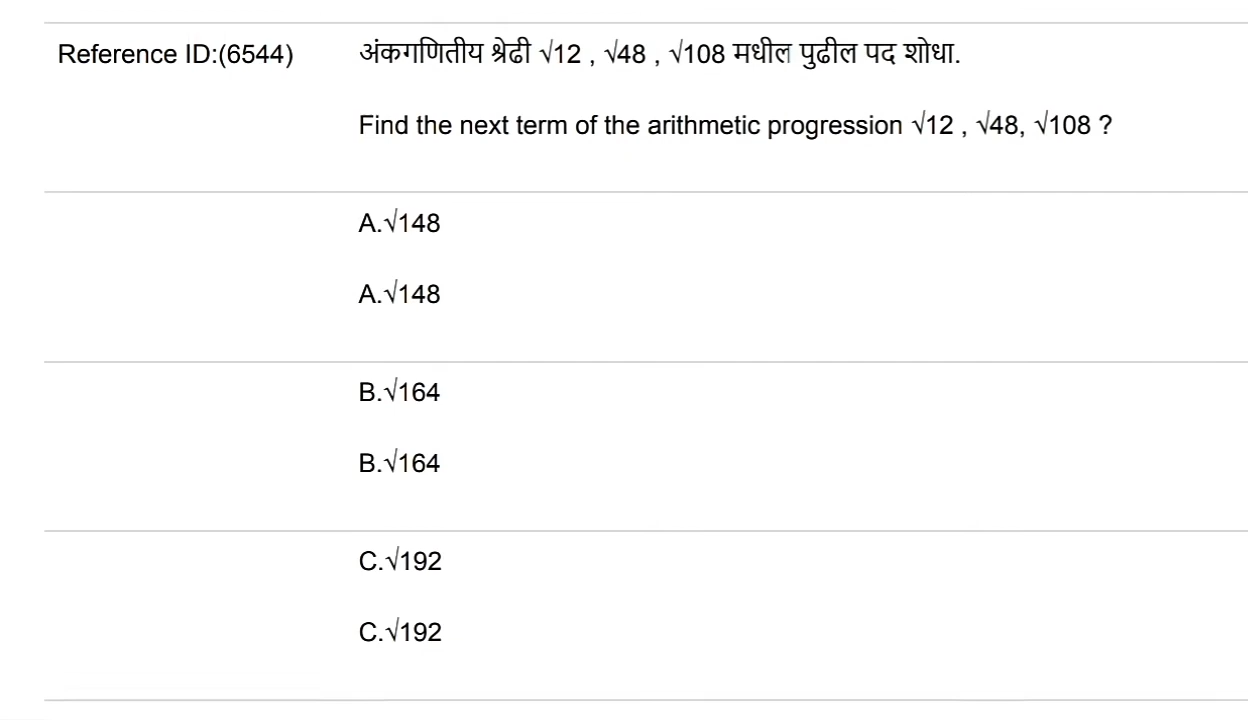 Reference ID:(6544) अंकगणितीय श्रेढी √12 , √48 , √108 मधील पुढील पद शोधा.
Find the next term of the arithmetic progression √12 , √48, √108 ?
A.√148
A.√148
B.√164
B.√164
C.√192
C.√192